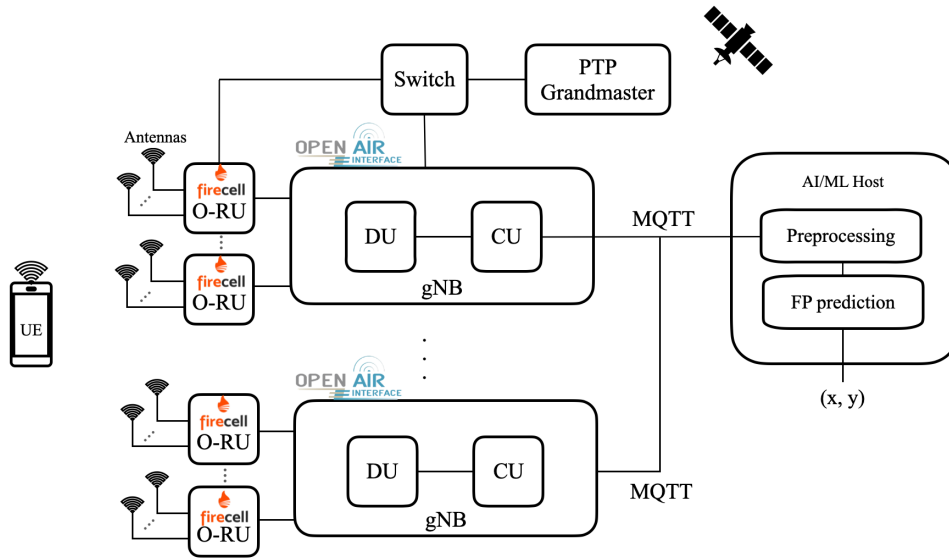 Switch
PTP
Grandmaster
Antennas
OPEN AIR
INTERFACE
firecell
O-RU
AI/ML Host
DU
CU
MQTT
Preprocessing
gNB
firecell
O-RU
FP prediction
UE
OPEN AIR
INTERFACE
(x, y)
firecell
O-RU
DU
CU
MQTT
gNB
firecell
O-RU